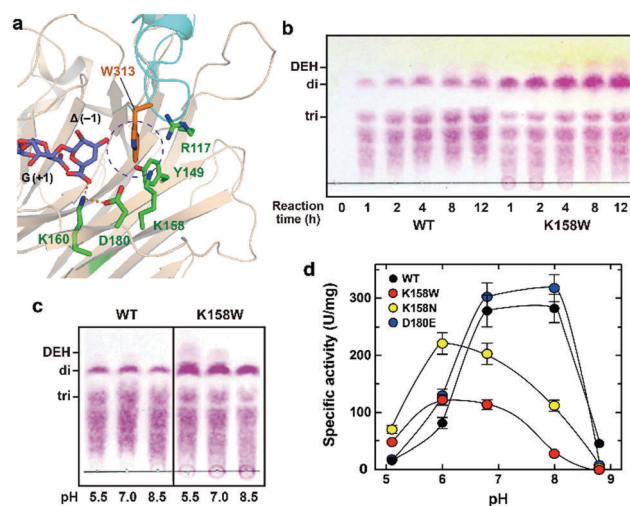 a
W313
Δ (−1)
R117
G (+1)
Y149
K160
D180
K158
b
DEH
di
tri
Reaction time (h)
0 1 2 4 8 12 1 2 4 8 12
WT K158W
c
WT K158W
DEH
di
tri
5.5 7.0 8.5 5.5 7.0 8.5
pH
d
WT
K158W
K158N
D180E
Specific activity (U/mg)
300
200
100
0
5 6 7 8 9
pH